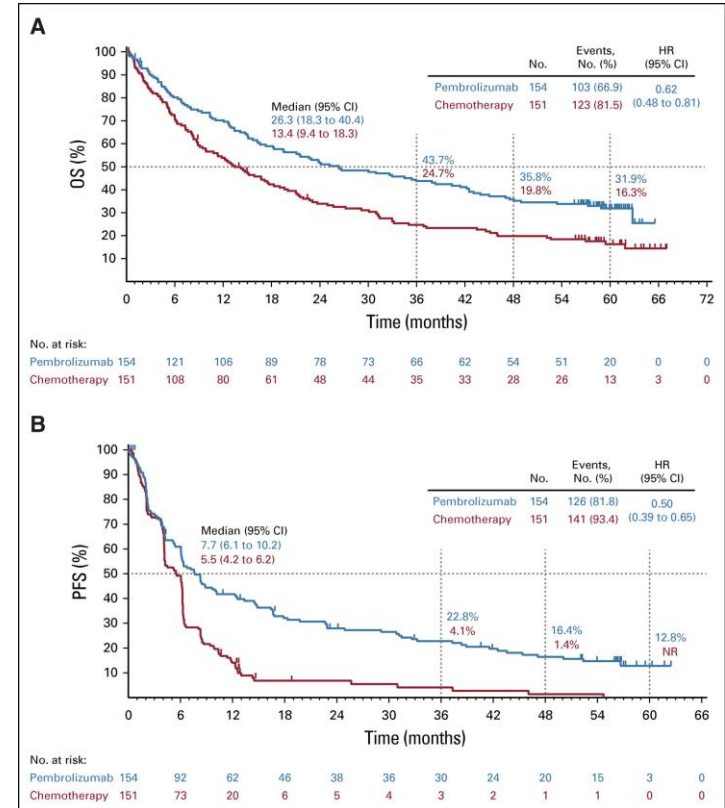 A
Events, HR
No. No. (%) (95% CI)
Pembrolizumab 154 103 (66.9) 0.62
Chemotherapy 151 123 (81.5) (0.48 to 0.81)
Median (95% CI)
26.3 (18.3 to 40.4)
13.4 (9.4 to 18.3)
43.7%
24.7%
35.8%
19.8%
31.9%
16.3%
OS (%)
100
90
80
70
60
50
40
30
20
10
0 6 12 18 24 30 36 42 48 54 60 66 72
Time (months)
No. at risk:
Pembrolizumab 154 121 106 89 78 73 66 62 54 51 20 0 0
Chemotherapy 151 108 80 61 48 44 35 33 28 26 13 3 0
B
Events, HR
No. No. (%) (95% CI)
Pembrolizumab 154 126 (81.8) 0.50
Chemotherapy 151 141 (93.4) (0.39 to 0.65)
Median (95% CI)
7.7 (6.1 to 10.2)
5.5 (4.2 to 6.2)
22.8%
4.1%
16.4%
1.4%
12.8%
NR
PFS (%)
100
90
80
70
60
50
40
30
20
10
0 6 12 18 24 30 36 42 48 54 60 66
Time (months)
No. at risk:
Pembrolizumab 154 92 62 46 38 36 30 24 20 15 3 0
Chemotherapy 151 73 20 6 5 4 3 2 1 1 0 0